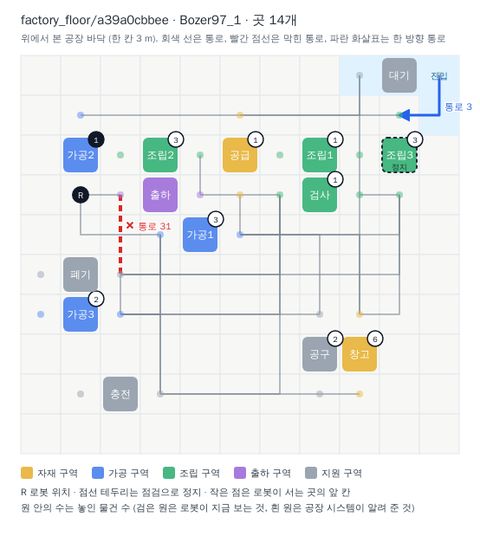 factory_floor/a39a0cbbee · Bozer97_1 · 곳 14개
위에서 본 공장 바닥 (한 칸 3 m). 회색 선은 통로, 빨간 점선은 막힌 통로, 파란 화살표는 한 방향 통로
대기
진입
통로 3
1 3 1 1 3
가공2 조립2 공급 조립1 조립3
정지
R 출하 검사 1
✕ 통로 31 가공1 3
폐기
가공3 2
공구 2 창고 6
충전
자재 구역 가공 구역 조립 구역 출하 구역 지원 구역
R 로봇 위치 · 점선 테두리는 점검으로 정지 · 작은 점은 로봇이 서는 곳의 앞 칸
원 안의 수는 놓인 물건 수 (검은 원은 로봇이 지금 보는 것, 흰 원은 공장 시스템이 알려 준 것)